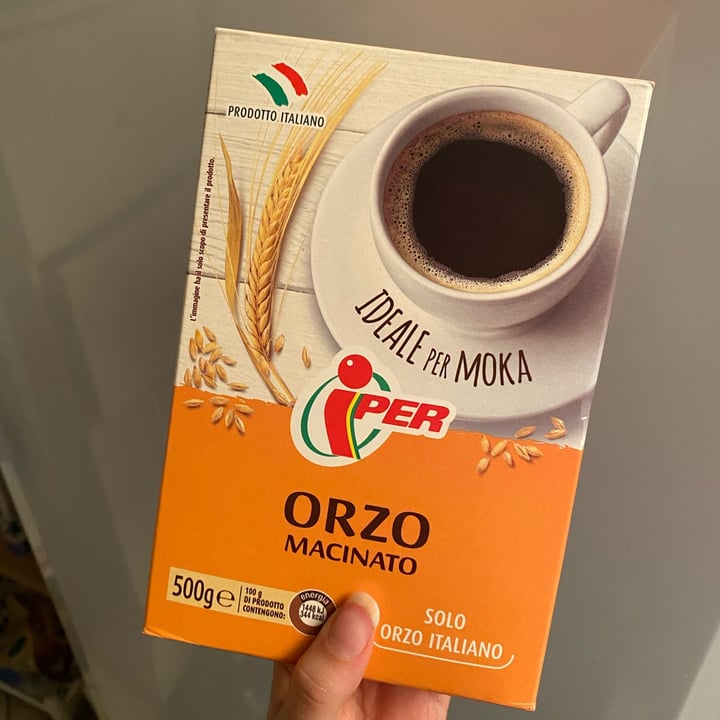 PRODOTTO ITALIANO
L'immagine ha il solo scopo di presentare il prodotto.
IDEALE PER MOKA
iPER
ORZO
MACINATO
500g e
100 g
DI PRODOTTO
CONTENGONO:
energia
1448 kJ
344 kcal
SOLO
ORZO ITALIANO